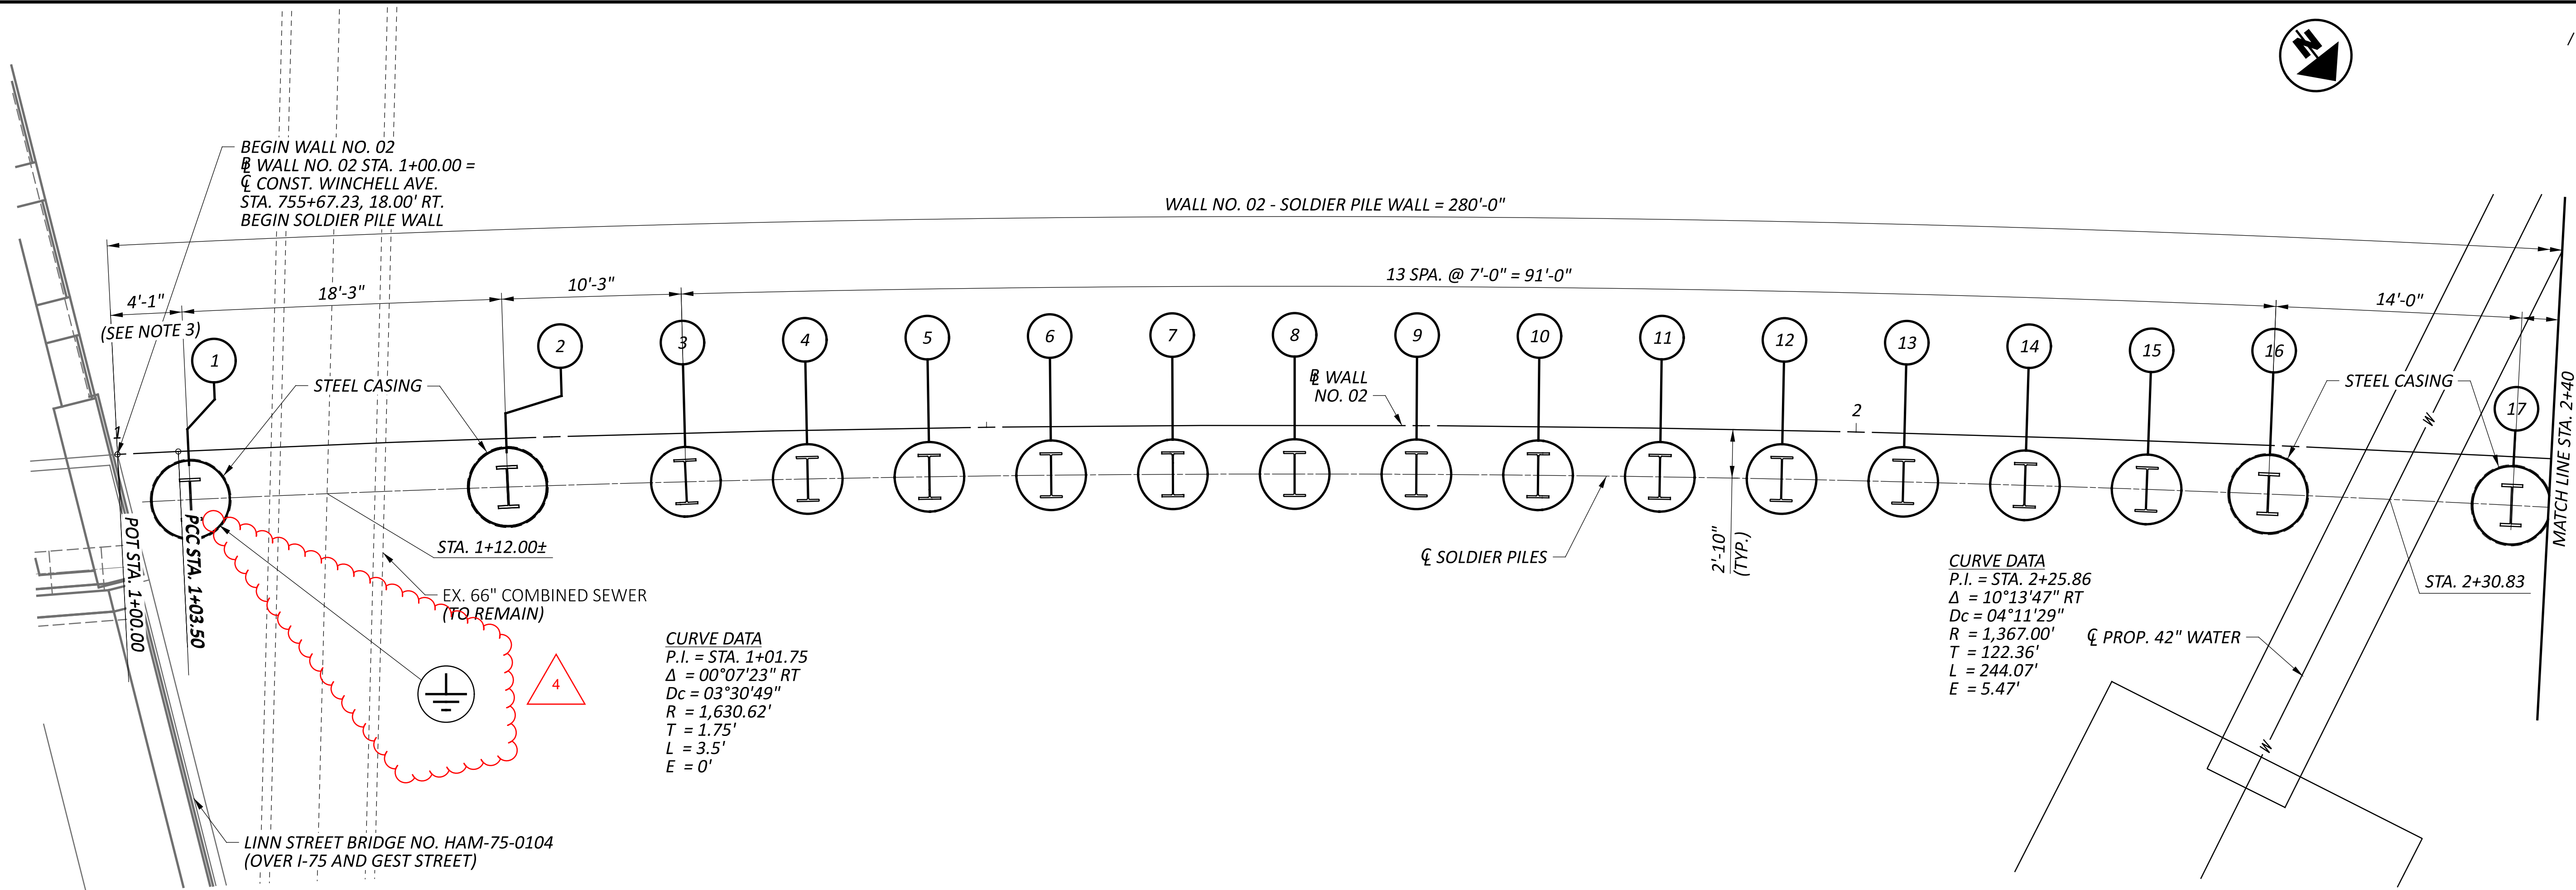 N
BEGIN WALL NO. 02
BL WALL NO. 02 STA. 1+00.00 =
CL CONST. WINCHELL AVE.
STA. 755+67.23, 18.00' RT.
BEGIN SOLDIER PILE WALL
WALL NO. 02 - SOLDIER PILE WALL = 280'-0"
4'-1"
(SEE NOTE 3)
18'-3"
10'-3"
13 SPA. @ 7'-0" = 91'-0"
14'-0"
1
2
3
4
5
6
7
8
9
10
11
12
13
14
15
16
17
STEEL CASING
BL WALL
NO. 02
STEEL CASING
1
2
POT STA. 1+00.00
PCC STA. 1+03.50
STA. 1+12.00±
EX. 66" COMBINED SEWER
(TO REMAIN)
4
CL SOLDIER PILES
2'-10"
(TYP.)
CURVE DATA
P.I. = STA. 1+01.75
Δ = 00°07'23" RT
Dc = 03°30'49"
R = 1,630.62'
T = 1.75'
L = 3.5'
E = 0'
CURVE DATA
P.I. = STA. 2+25.86
Δ = 10°13'47" RT
Dc = 04°11'29"
R = 1,367.00'
T = 122.36'
L = 244.07'
E = 5.47'
CL PROP. 42" WATER
W
W
STA. 2+30.83
MATCH LINE STA. 2+40
LINN STREET BRIDGE NO. HAM-75-0104
(OVER I-75 AND GEST STREET)